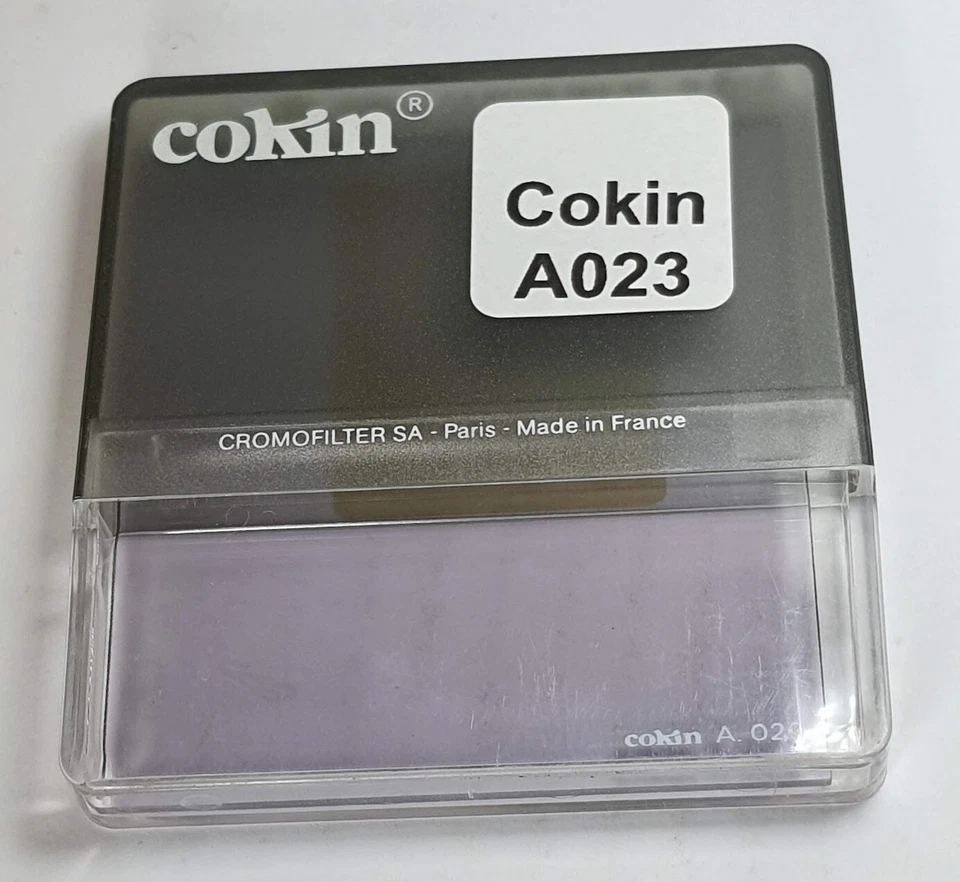 cokin®
Cokin
A023
CROMOFILTER SA - Paris - Made in France
cokin A.